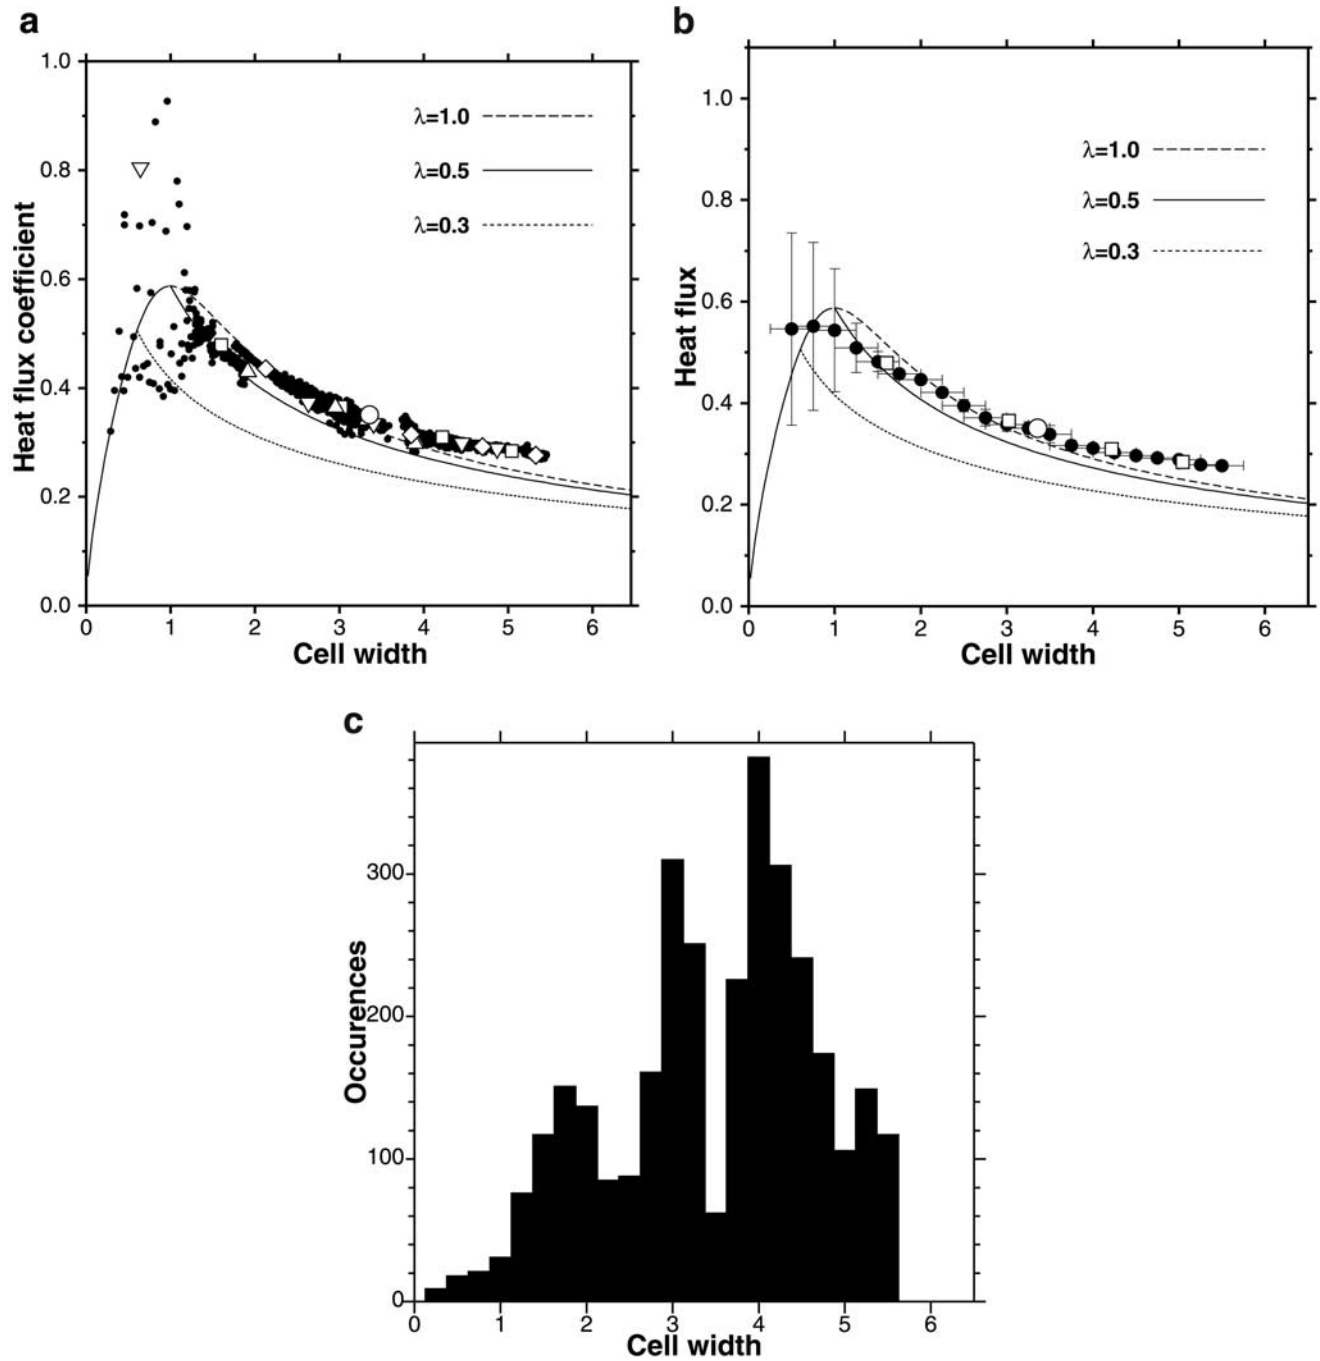 a
1.0
0.8
0.6
0.4
0.2
0.0
Heat flux coefficient
λ=1.0
λ=0.5
λ=0.3
0 1 2 3 4 5 6
Cell width
b
1.0
0.8
0.6
0.4
0.2
0.0
Heat flux
λ=1.0
λ=0.5
λ=0.3
0 1 2 3 4 5 6
Cell width
c
300
200
100
0
Occurences
0 1 2 3 4 5 6
Cell width